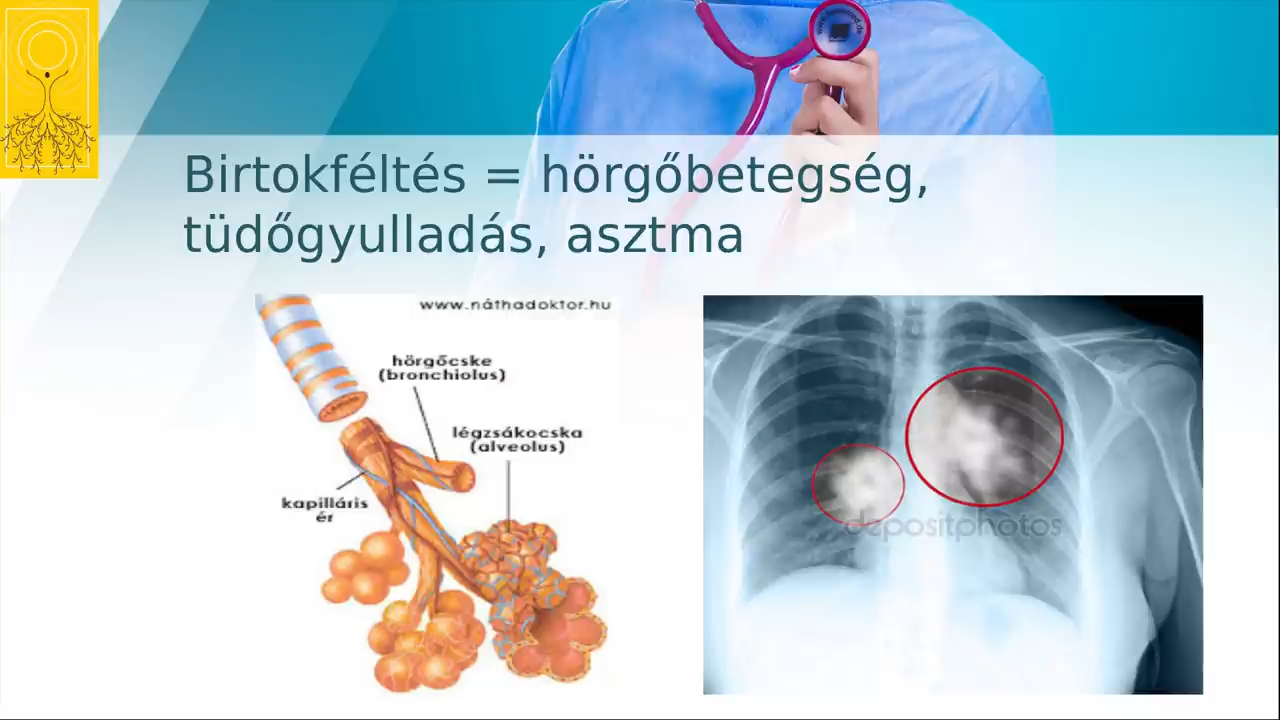 Birtokféltés = hörgőbetegség,
tüdőgyulladás, asztma
www.náthadoktor.hu
hörgőcske
(bronchiolus)
légzsákocska
(alveolus)
kapilláris
ér
depositphotos